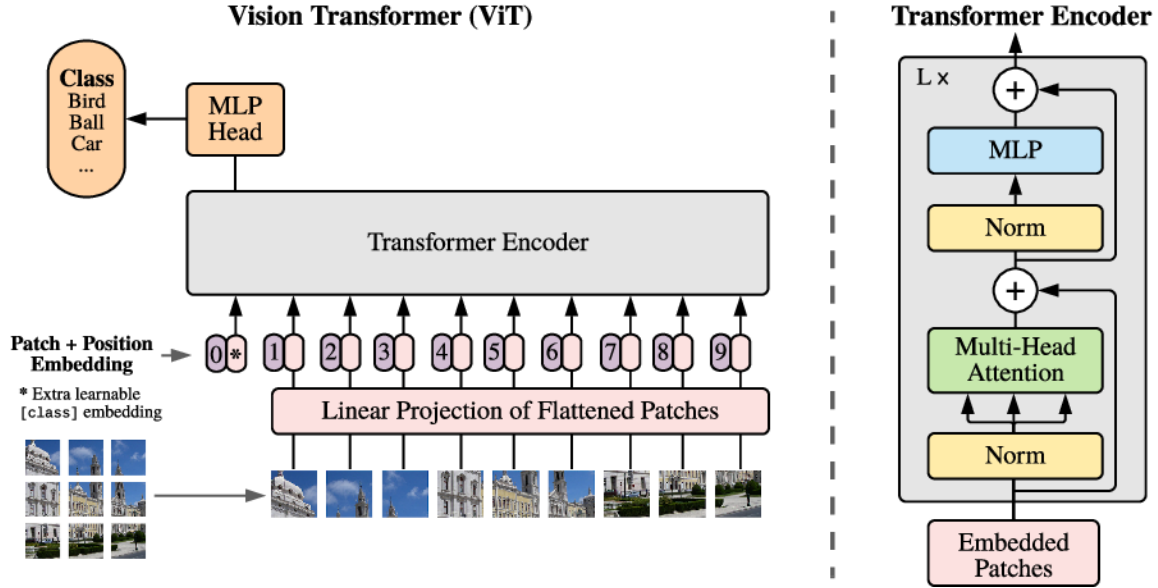 Vision Transformer (ViT)
Class
Bird
Ball
Car
...
MLP
Head
Transformer Encoder
Patch + Position
Embedding
0 * 1 2 3 4 5 6 7 8 9
* Extra learnable
[class] embedding
Linear Projection of Flattened Patches
Transformer Encoder
L ×
+
MLP
Norm
+
Multi-Head
Attention
Norm
Embedded
Patches